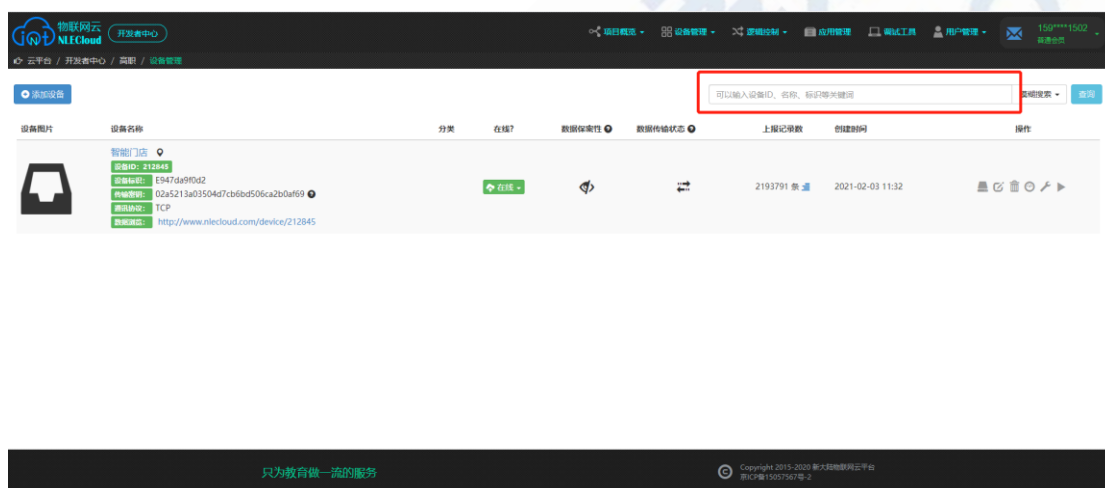 物联网云
NLECloud
开发者中心
项目概览
设备管理
逻辑控制
应用管理
调试工具
用户管理
159****1502
普通会员
云平台 / 开发者中心 / 高职 / 设备管理
添加设备
可以输入设备ID、名称、标识等关键词
查询
设备图片 设备名称 分类 在线? 数据保密性 数据传输状态 上报记录数 创建时间 操作
智能门店
设备ID: 212845
设备标识: E947da9f0d2
传输密钥: 02a5213a03504d7cb6bd506ca2b0af69
通讯协议: TCP
数据浏览: http://www.nlecloud.com/device/212845
在线
2193791 条
2021-02-03 11:32
只为教育做一流的服务
Copyright 2015-2020 新大陆物联网云平台
京ICP备15057567号-2